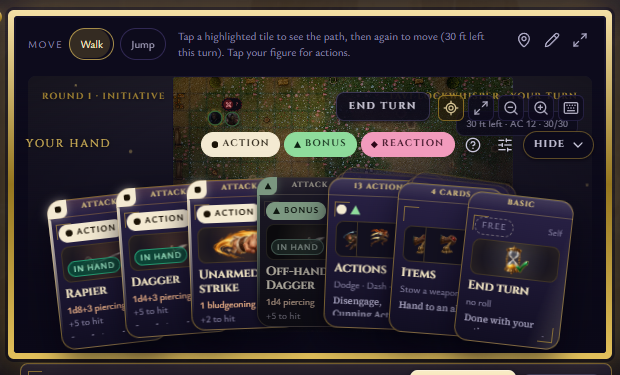 MOVE
Walk
Jump
Tap a highlighted tile to see the path, then again to move (30 ft left
this turn). Tap your figure for actions.
ROUND 1 · INITIATIVE
YOUR TURN
END TURN
30 ft left · AC 12 · 30/30
YOUR HAND
ACTION
BONUS
REACTION
HIDE
ATTACK
ACTION
IN HAND
RAPIER
1d8+3 piercing
+5 to hit
ATTACK
ACTION
IN HAND
DAGGER
1d4+3 piercing
+5 to hit
ATTACK
ACTION
UNARMED
STRIKE
1 bludgeoning
+2 to hit
ATTACK
BONUS
IN HAND
OFF-HAND
DAGGER
1d4 piercing
+5 to hit
13 ACTION
ACTIONS
Dodge · Dash
Disengage,
Cunning Act
4 CARDS
ITEMS
Stow a weapon
Hand to an a
BASIC
FREE
Self
END TURN
no roll
Done with your